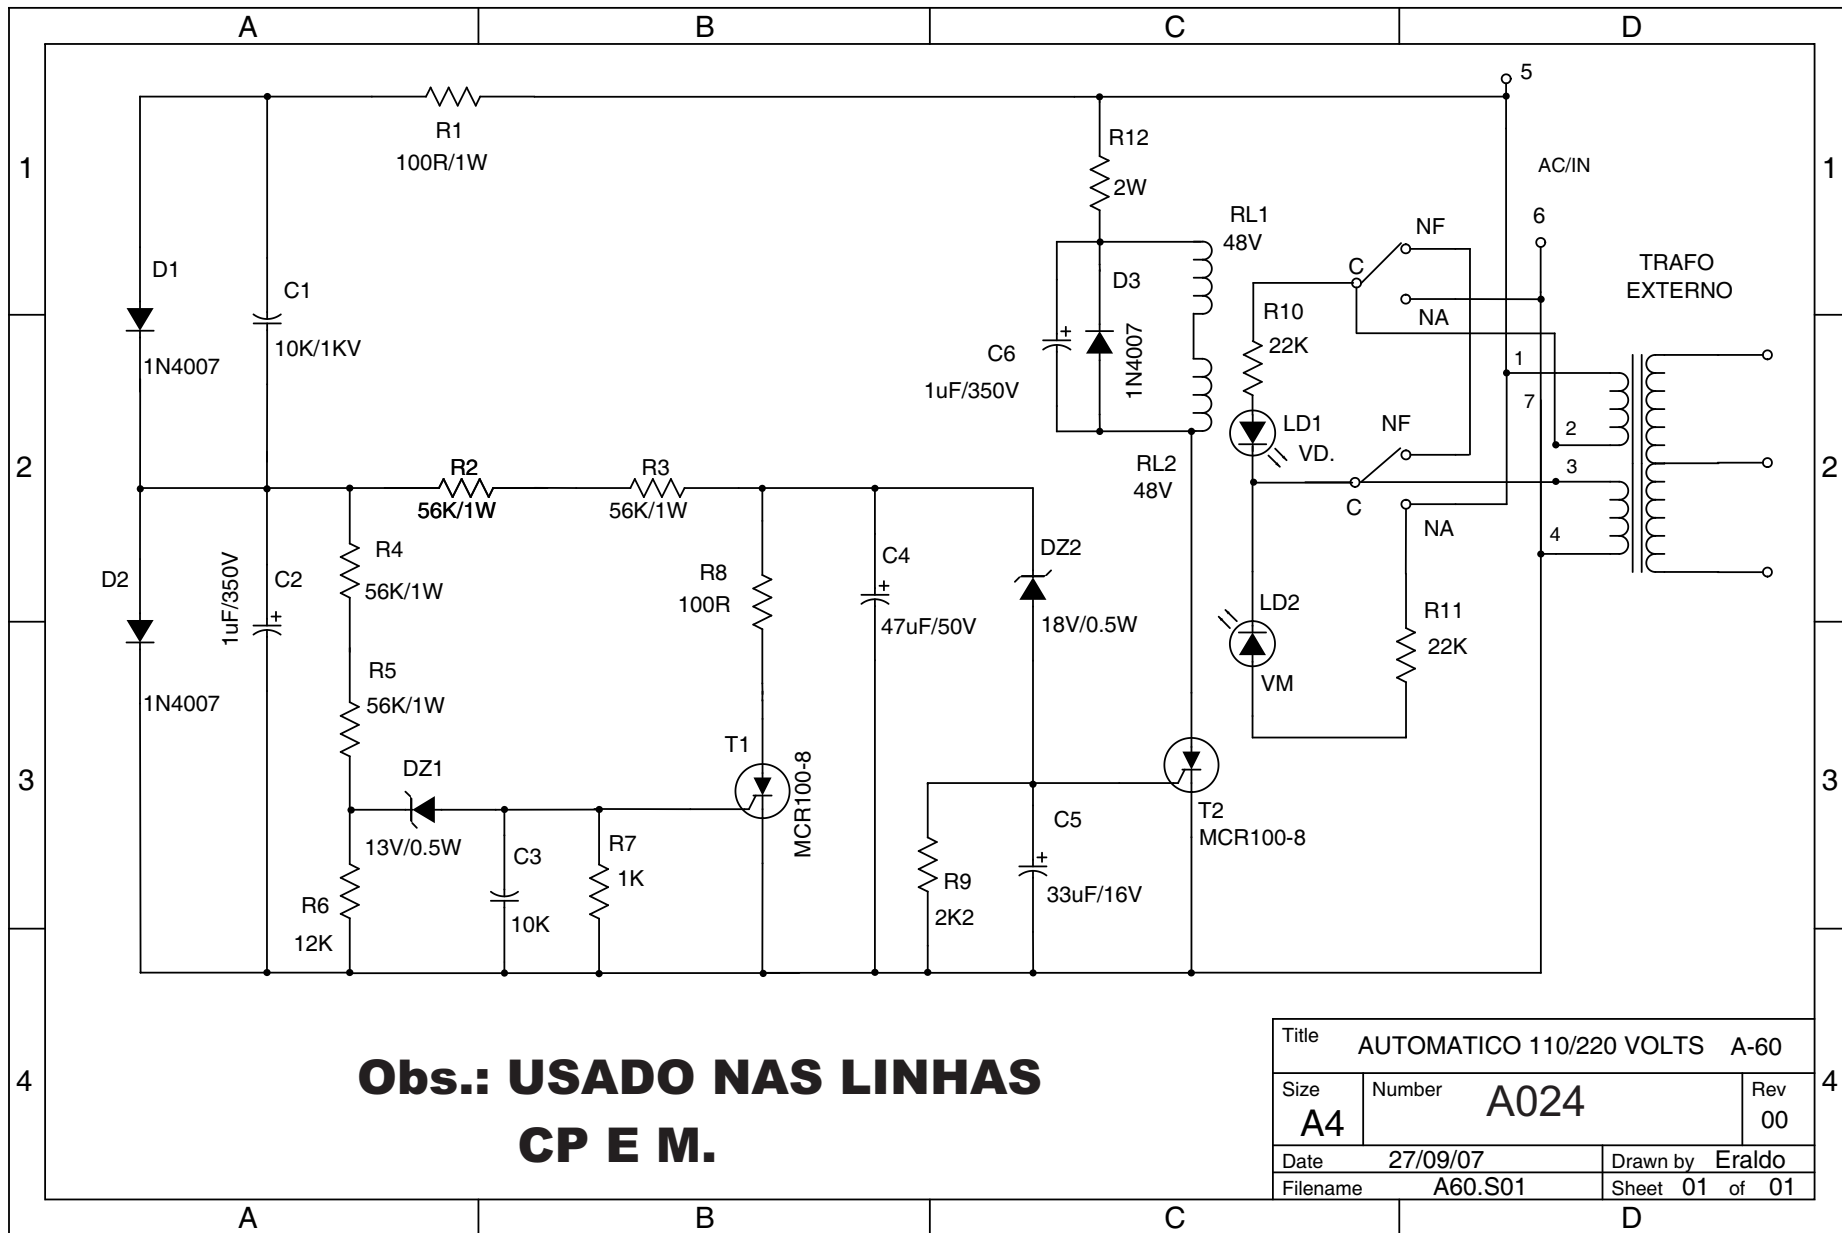 A B C D
1
2
3
4
1
2
3
4
A B C D
R1
100R/1W
D1
1N4007
C1
10K/1KV
D2
1N4007
1uF/350V
C2
R2
56K/1W
R3
56K/1W
R4
56K/1W
R5
56K/1W
R6
12K
DZ1
13V/0.5W
C3
10K
R7
1K
R8
100R
T1
MCR100-8
C4
47uF/50V
R12
2W
RL1
48V
D3
1N4007
C6
1uF/350V
RL2
48V
DZ2
18V/0.5W
C5
33uF/16V
R9
2K2
T2
MCR100-8
R10
22K
LD1
VD.
LD2
VM
R11
22K
C
NF
NA
C
NF
NA
5
AC/IN
6
1
7
2
3
4
TRAFO
EXTERNO
Obs.: USADO NAS LINHAS
CP E M.
Title AUTOMATICO 110/220 VOLTS A-60
Size A4
Number A024
Rev 00
Date 27/09/07
Drawn by Eraldo
Filename A60.S01
Sheet 01 of 01